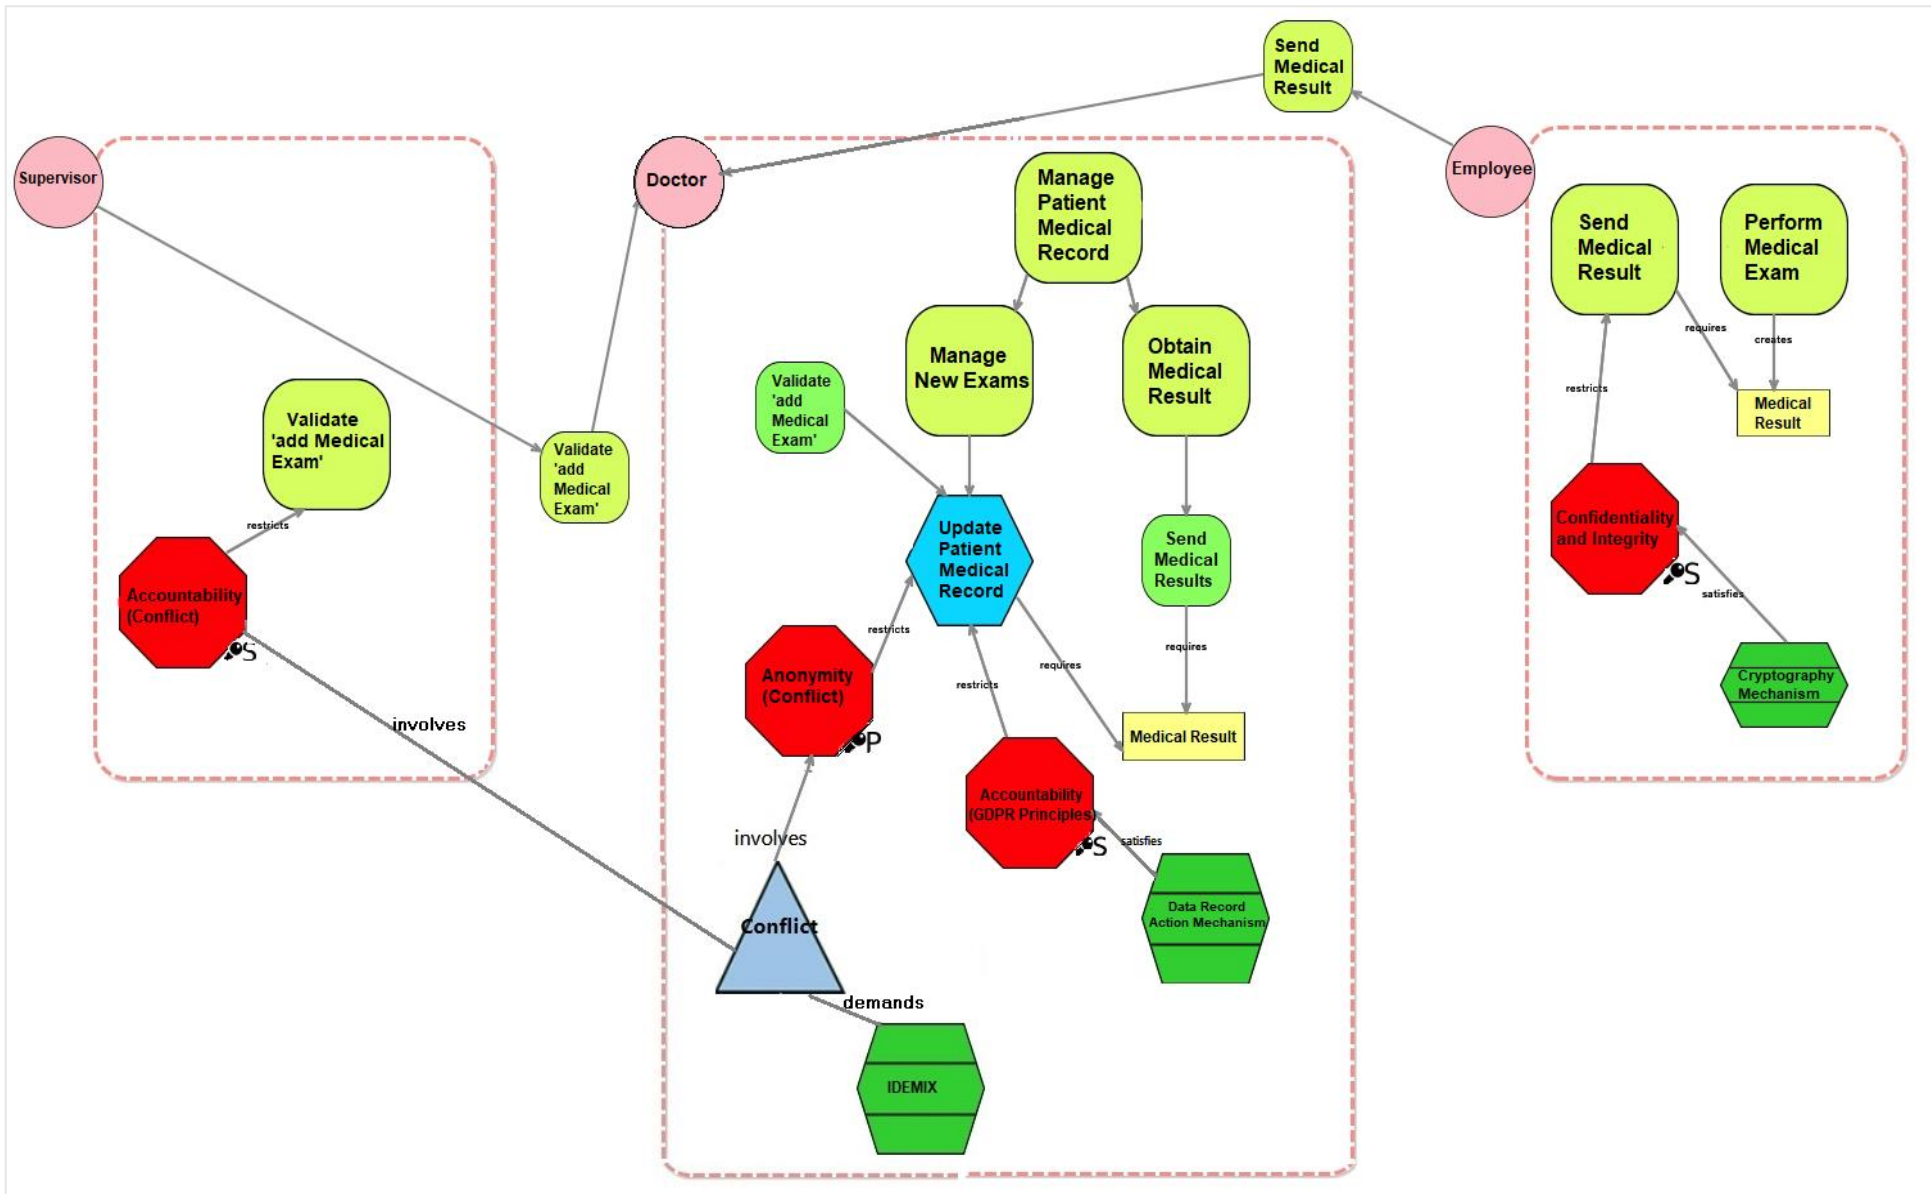 Send
Medical
Result
Supervisor
Doctor
Employee
Manage
Patient
Medical
Record
Send
Medical
Result
Perform
Medical
Exam
requires
creates
restricts
Medical
Result
Manage
New Exams
Obtain
Medical
Result
Validate
'add
Medical
Exam'
Validate
'add Medical
Exam'
Validate
'add
Medical
Exam'
restricts
Update
Patient
Medical
Record
Send
Medical
Results
Confidentiality
and Integrity
S
satisfies
Cryptography
Mechanism
Accountability
(Conflict)
S
involves
restricts
Anonymity
(Conflict)
P
restricts
requires
requires
Medical Result
Accountability
(GDPR Principles)
S
satisfies
Data Record
Action Mechanism
involves
Conflict
demands
IDEMIX